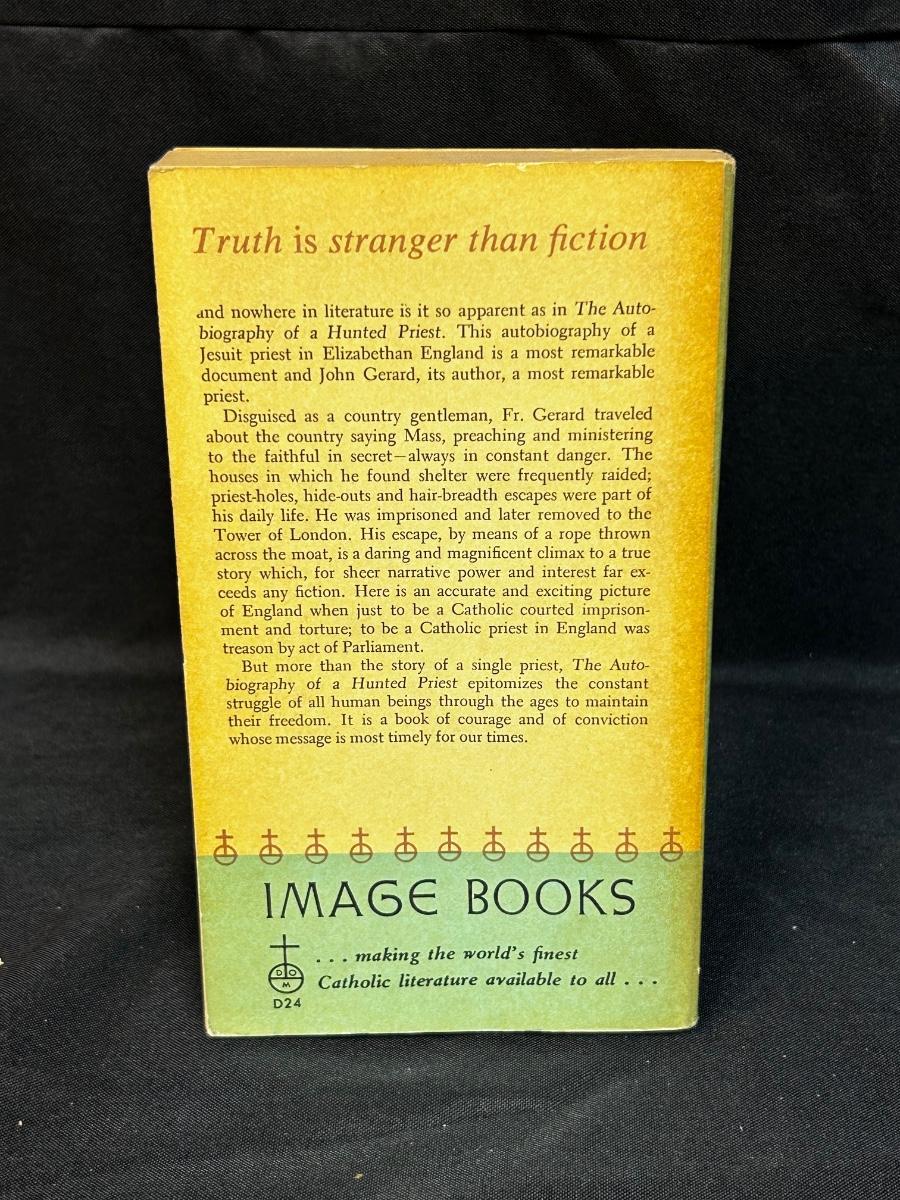 Truth is stranger than fiction
and nowhere in literature is it so apparent as in The Auto-
biography of a Hunted Priest. This autobiography of a
Jesuit priest in Elizabethan England is a most remarkable
document and John Gerard, its author, a most remarkable
priest.
Disguised as a country gentleman, Fr. Gerard traveled
about the country saying Mass, preaching and ministering
to the faithful in secret—always in constant danger. The
houses in which he found shelter were frequently raided;
priest-holes, hide-outs and hair-breadth escapes were part of
his daily life. He was imprisoned and later removed to the
Tower of London. His escape, by means of a rope thrown
across the moat, is a daring and magnificent climax to a true
story which, for sheer narrative power and interest far ex-
ceeds any fiction. Here is an accurate and exciting picture
of England when just to be a Catholic courted imprison-
ment and torture; to be a Catholic priest in England was
treason by act of Parliament.
But more than the story of a single priest, The Auto-
biography of a Hunted Priest epitomizes the constant
struggle of all human beings through the ages to maintain
their freedom. It is a book of courage and of conviction
whose message is most timely for our times.
IMAGE BOOKS
. . . making the world's finest
Catholic literature available to all . . .
D O
M
D24